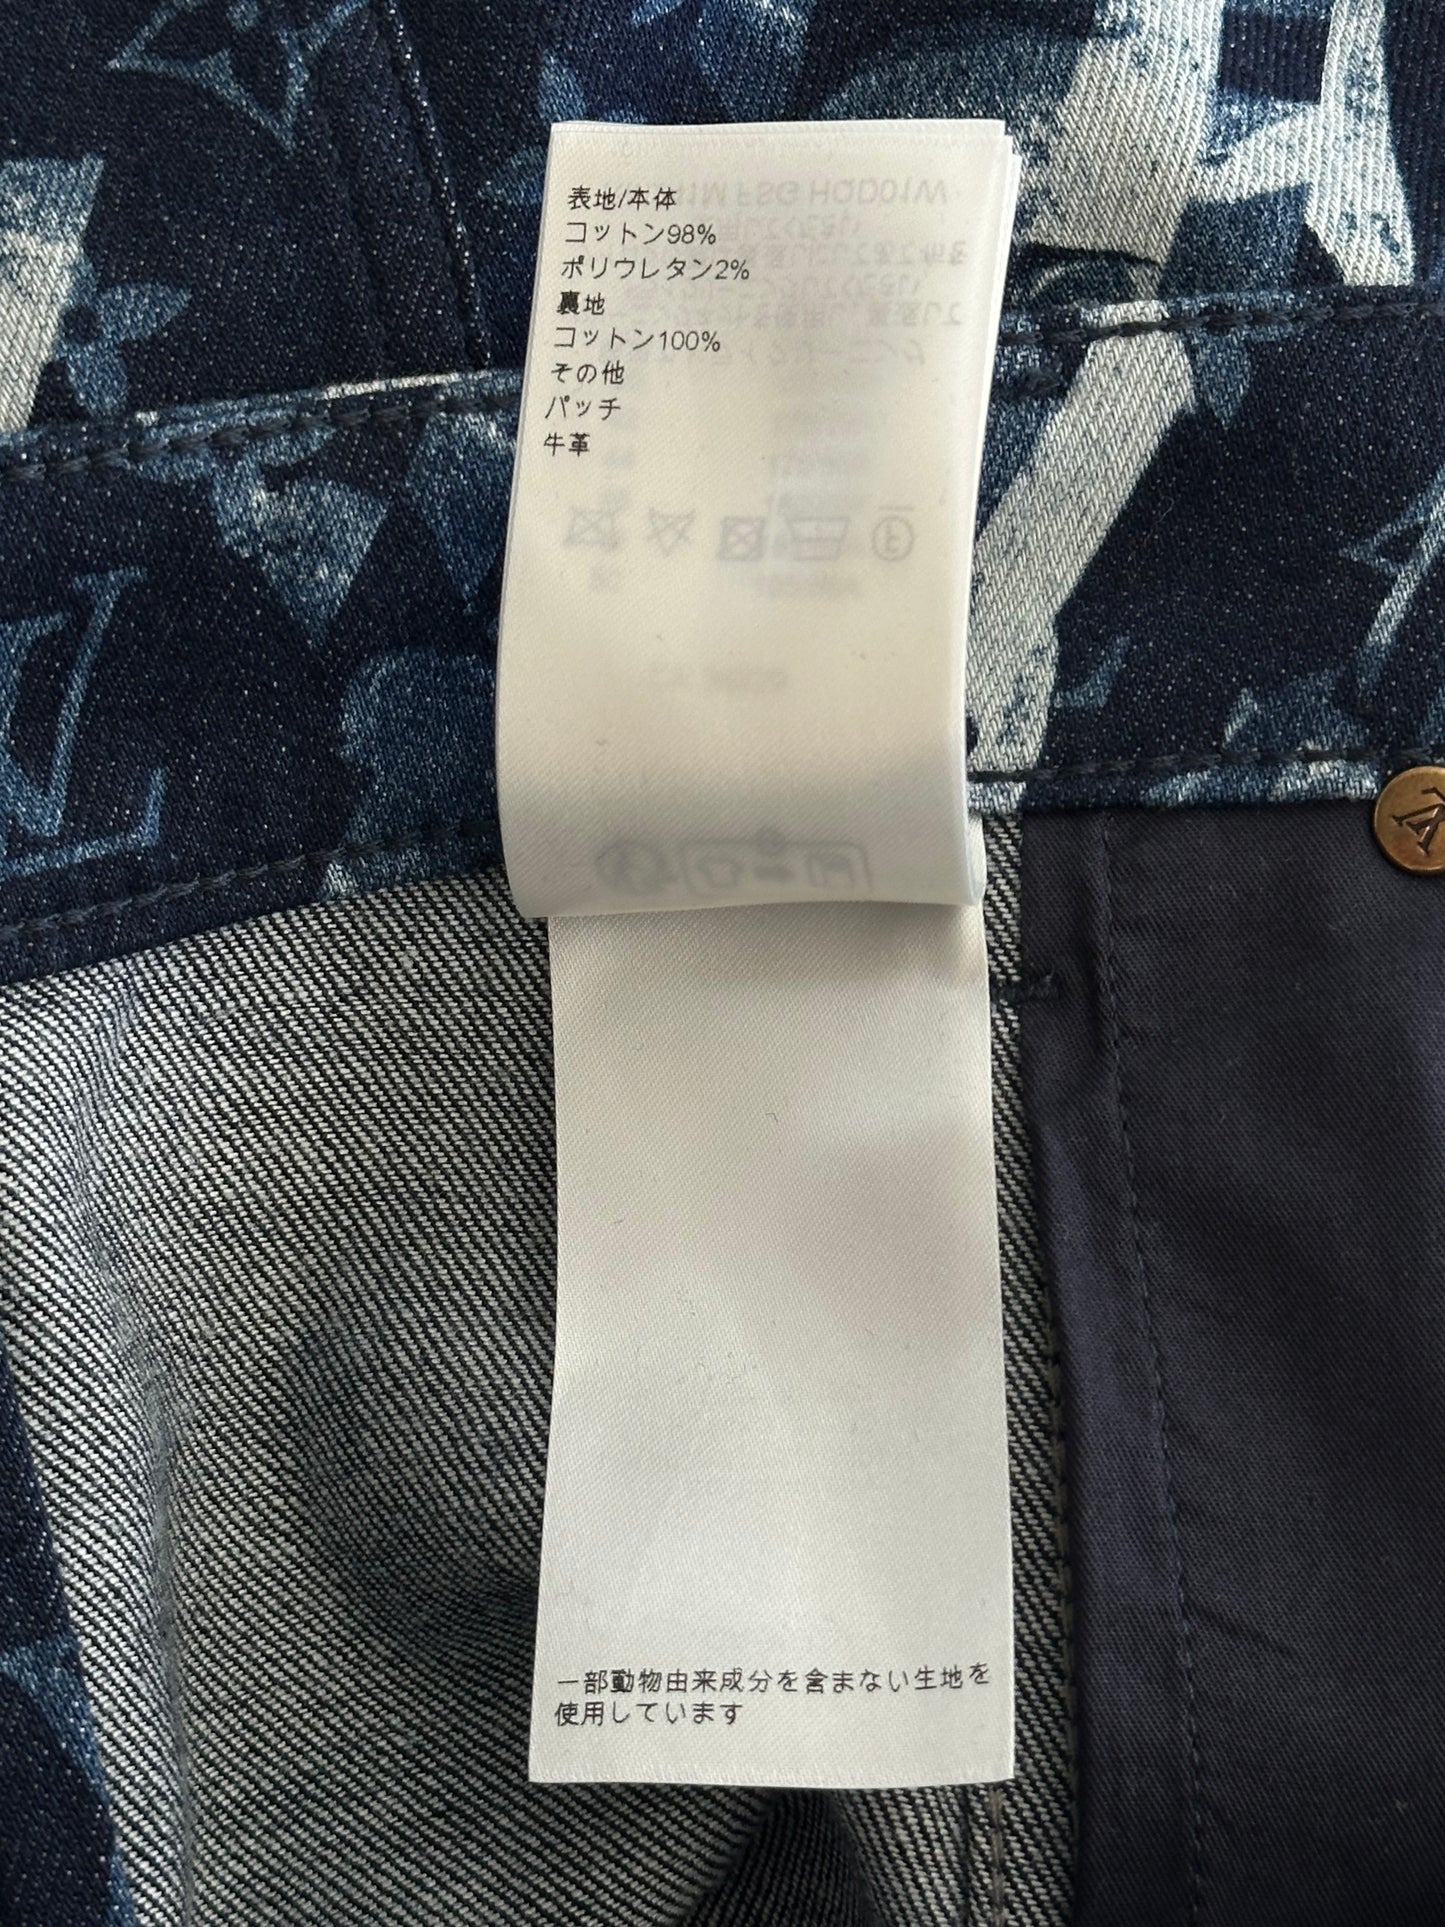 表地/本体
コットン98%
ポリウレタン2%
裏地
コットン100%
その他
パッチ
牛革
一部動物由来成分を含まない生地を
使用しています
LV
LV